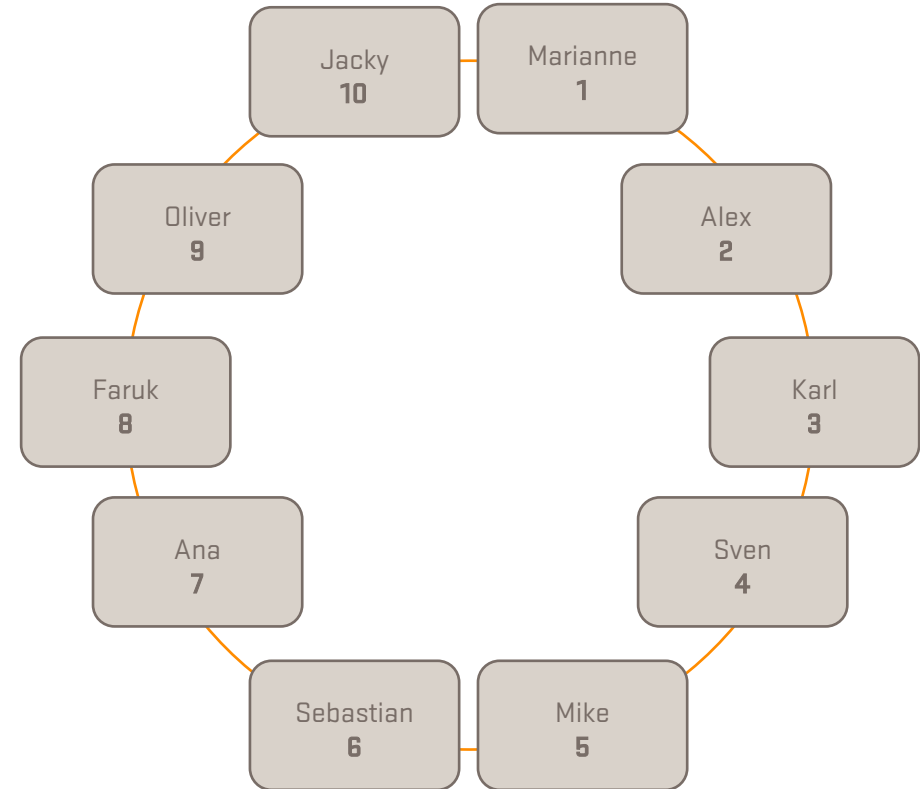 Jacky
10
Marianne
1
Oliver
9
Alex
2
Faruk
8
Karl
3
Ana
7
Sven
4
Sebastian
6
Mike
5